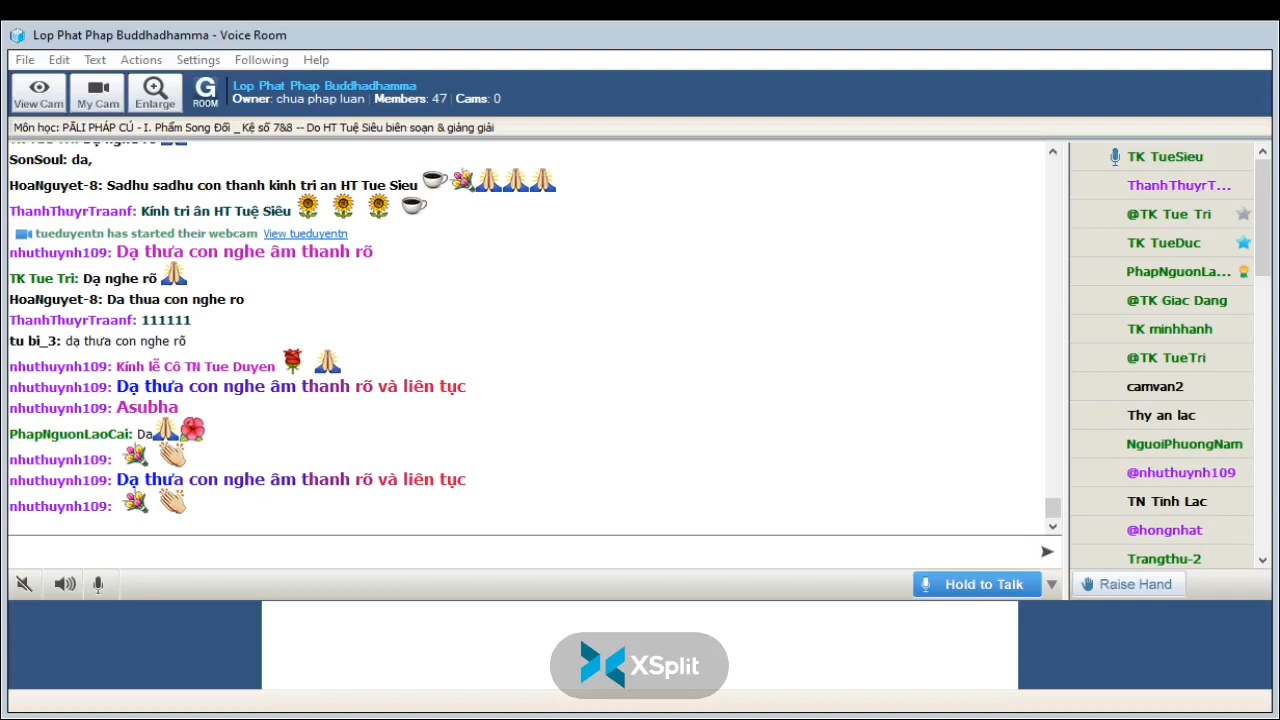 Lop Phat Phap Buddhadhamma - Voice Room
File Edit Text Actions Settings Following Help
View Cam My Cam Enlarge G ROOM
Lop Phat Phap Buddhadhamma
Owner: chua phap luan | Members: 47 | Cams: 0
Môn học: PĀLI PHÁP CÚ - I. Phẩm Song Đối _ Kệ số 7&8 -- Do HT Tuệ Siêu biên soạn & giảng giải
SonSoul: da,
HoaNguyet-8: Sadhu sadhu con thanh kinh tri an HT Tue Sieu
ThanhThuyrTraanf: Kính tri ân HT Tuệ Siêu
tueduyentn has started their webcam View tueduyentn
nhuthuynh109: Dạ thưa con nghe âm thanh rõ
TK Tue Tri: Dạ nghe rõ
HoaNguyet-8: Da thua con nghe ro
ThanhThuyrTraanf: 111111
tu bi_3: dạ thưa con nghe rõ
nhuthuynh109: Kính lễ Cô TN Tue Duyen
nhuthuynh109: Dạ thưa con nghe âm thanh rõ và liên tục
nhuthuynh109: Asubha
PhapNguonLaoCai: Da
nhuthuynh109:
nhuthuynh109: Dạ thưa con nghe âm thanh rõ và liên tục
nhuthuynh109:
Hold to Talk
TK TueSieu
ThanhThuyrT...
@TK Tue Tri
TK TueDuc
PhapNguonLa...
@TK Giac Dang
TK minhhanh
@TK TueTri
camvan2
Thy an lac
NguoiPhuongNam
@nhuthuynh109
TN Tinh Lac
@hongnhat
Trangthu-2
Raise Hand
XSplit